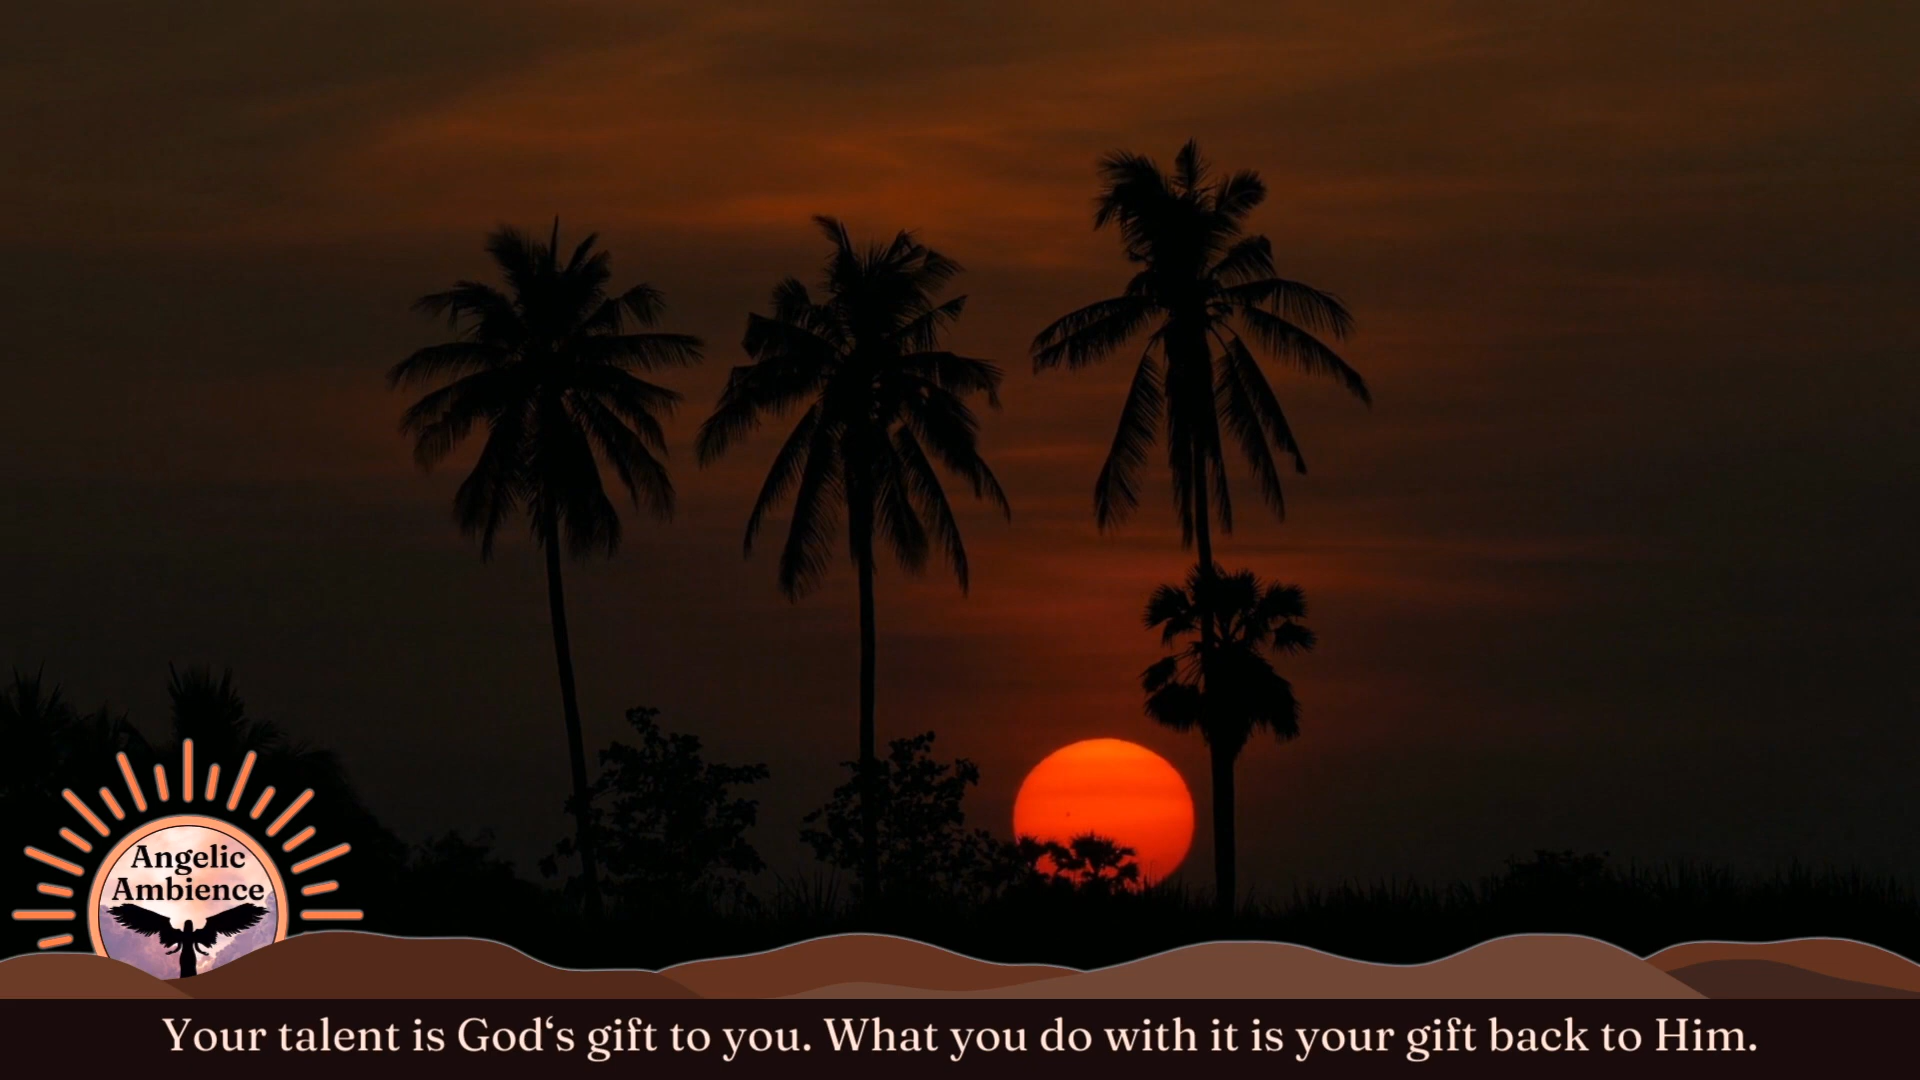 Angelic
Ambience
Your talent is God‘s gift to you. What you do with it is your gift back to Him.